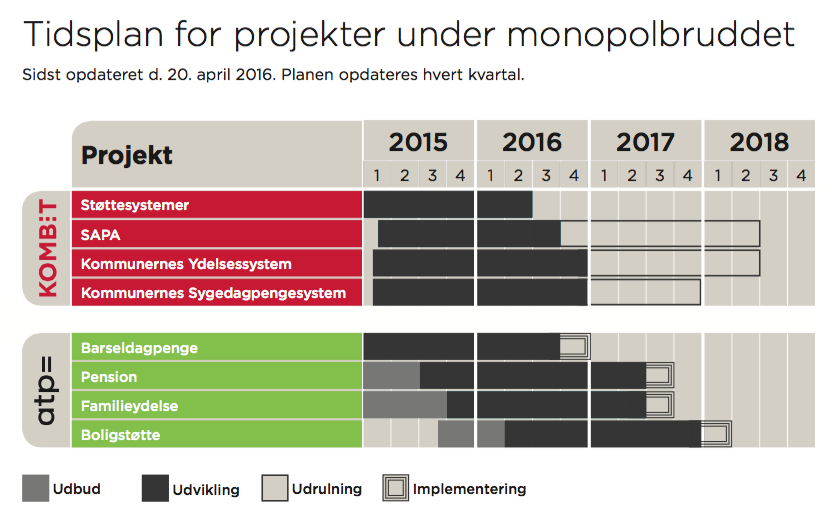 Tidsplan for projekter under monopolbruddet
Sidst opdateret d. 20. april 2016. Planen opdateres hvert kvartal.
Projekt 2015 2016 2017 2018
1 2 3 4 1 2 3 4 1 2 3 4 1 2 3 4
KOMBIT
Støttesystemer
SAPA
Kommunernes Ydelsessystem
Kommunernes Sygedagpengesystem
atp=
Barseldagpenge
Pension
Familieydelse
Boligstøtte
Udbud Udvikling Udrulning Implementering